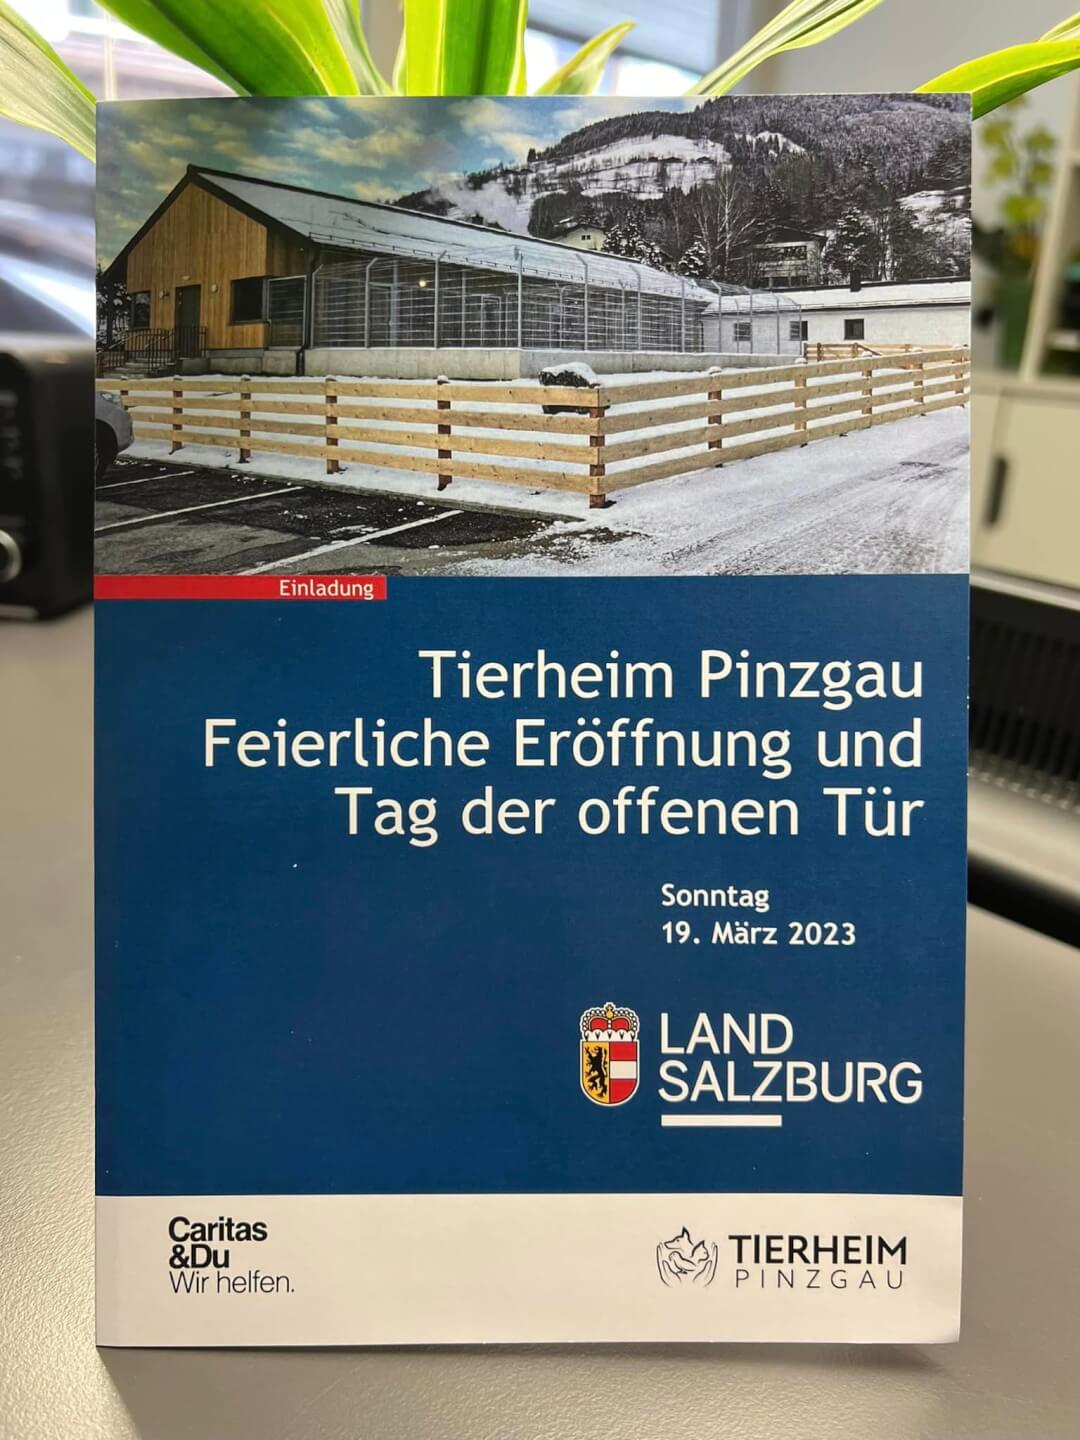 Einladung
Tierheim Pinzgau
Feierliche Eröffnung und
Tag der offenen Tür
Sonntag
19. März 2023
LAND
SALZBURG
Caritas
&Du
Wir helfen.
TIERHEIM
PINZGAU